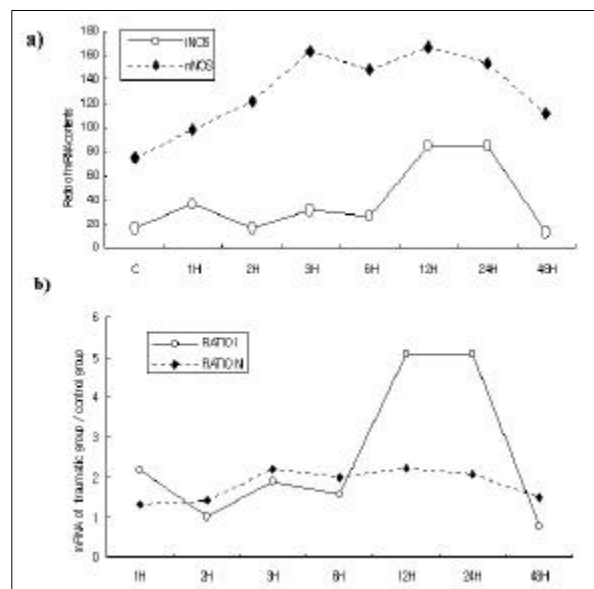 a)
iNOS
nNOS
180
160
140
120
100
80
60
40
20
0
Ratio of mRNA contents
C 1H 2H 3H 6H 12H 24H 48H
b)
RATIO I
RATIO N
6
5
4
3
2
1
0
mRNA of traumatic group / control group
1H 2H 3H 6H 12H 24H 48H